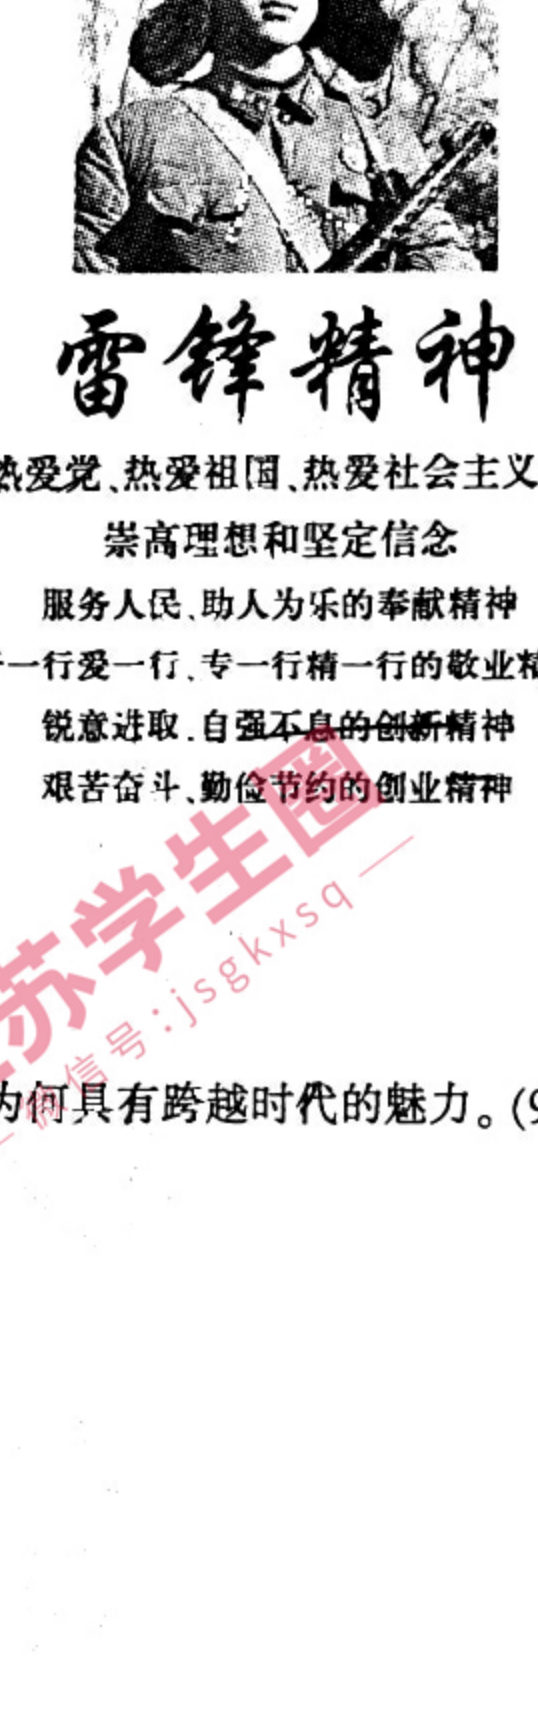 雷锋精神
热爱党、热爱祖国、热爱社会主义
崇高理想和坚定信念
服务人民、助人为乐的奉献精神
一行爱一行、专一行精一行的敬业精
锐意进取、自强不息的创新精神
艰苦奋斗、勤俭节约的创业精神
苏学生圈
微信号:jsgkxsq
为何具有跨越时代的魅力。(9